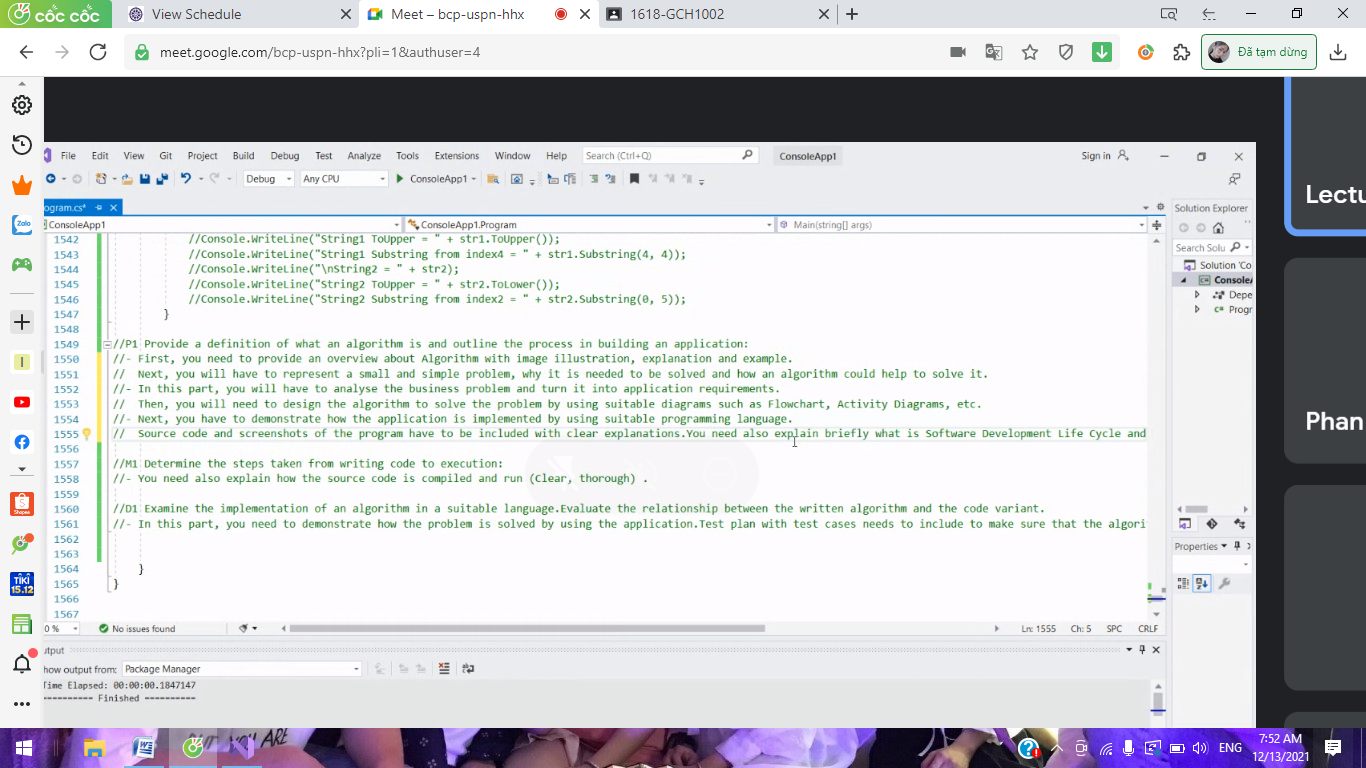 cốc cốc View Schedule Meet – bcp-uspn-hhx 1618-GCH1002
meet.google.com/bcp-uspn-hhx?pli=1&authuser=4 Đã tạm dừng
File Edit View Git Project Build Debug Test Analyze Tools Extensions Window Help Search (Ctrl+Q) ConsoleApp1 Sign in
Debug Any CPU ConsoleApp1
ogram.cs*
ConsoleApp1 ConsoleApp1.Program Main(string[] args)
Solution Explorer
Search Solu
Solution 'Co
Console
Depe
Progr
1542 //Console.WriteLine("String1 ToUpper = " + str1.ToUpper());
1543 //Console.WriteLine("String1 Substring from index4 = " + str1.Substring(4, 4));
1544 //Console.WriteLine("\nString2 = " + str2);
1545 //Console.WriteLine("String2 ToUpper = " + str2.ToLower());
1546 //Console.WriteLine("String2 Substring from index2 = " + str2.Substring(0, 5));
1547 }
1548
1549 //P1 Provide a definition of what an algorithm is and outline the process in building an application:
1550 //- First, you need to provide an overview about Algorithm with image illustration, explanation and example.
1551 // Next, you will have to represent a small and simple problem, why it is needed to be solved and how an algorithm could help to solve it.
1552 //- In this part, you will have to analyse the business problem and turn it into application requirements.
1553 // Then, you will need to design the algorithm to solve the problem by using suitable diagrams such as Flowchart, Activity Diagrams, etc.
1554 //- Next, you have to demonstrate how the application is implemented by using suitable programming language.
1555 // Source code and screenshots of the program have to be included with clear explanations.You need also explain briefly what is Software Development Life Cycle and
1556
1557 //M1 Determine the steps taken from writing code to execution:
1558 //- You need also explain how the source code is compiled and run (Clear, thorough) .
1559
1560 //D1 Examine the implementation of an algorithm in a suitable language.Evaluate the relationship between the written algorithm and the code variant.
1561 //- In this part, you need to demonstrate how the problem is solved by using the application.Test plan with test cases needs to include to make sure that the algori
1562
1563
1564 }
1565 }
1566
1567
Properties
0 % No issues found Ln: 1555 Ch: 5 SPC CRLF
utput
how output from: Package Manager
Time Elapsed: 00:00:00.1847147
========== Finished ==========
Lectu
Phan
Zalo
Shopee
TIKI
15.12
YOU ARE
ENG
7:52 AM
12/13/2021